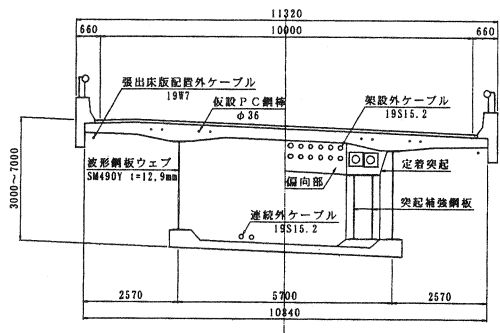 11320
660
10000
660
張出床版配置外ケーブル
19W7
仮設PC鋼棒
φ36
架設外ケーブル
19S15.2
波形鋼板ウェブ
SM490Y t=12.9mm
偏向部
定着突起
突起補強鋼板
連続外ケーブル
19S15.2
3000~7000
2570
5700
2570
10840